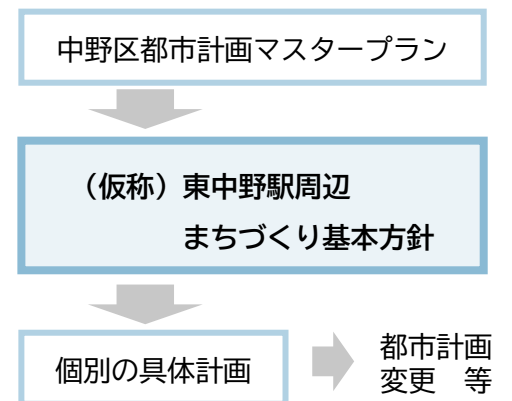 中野区都市計画マスタープラン
（仮称）東中野駅周辺
まちづくり基本方針
個別の具体計画
都市計画
変更　等